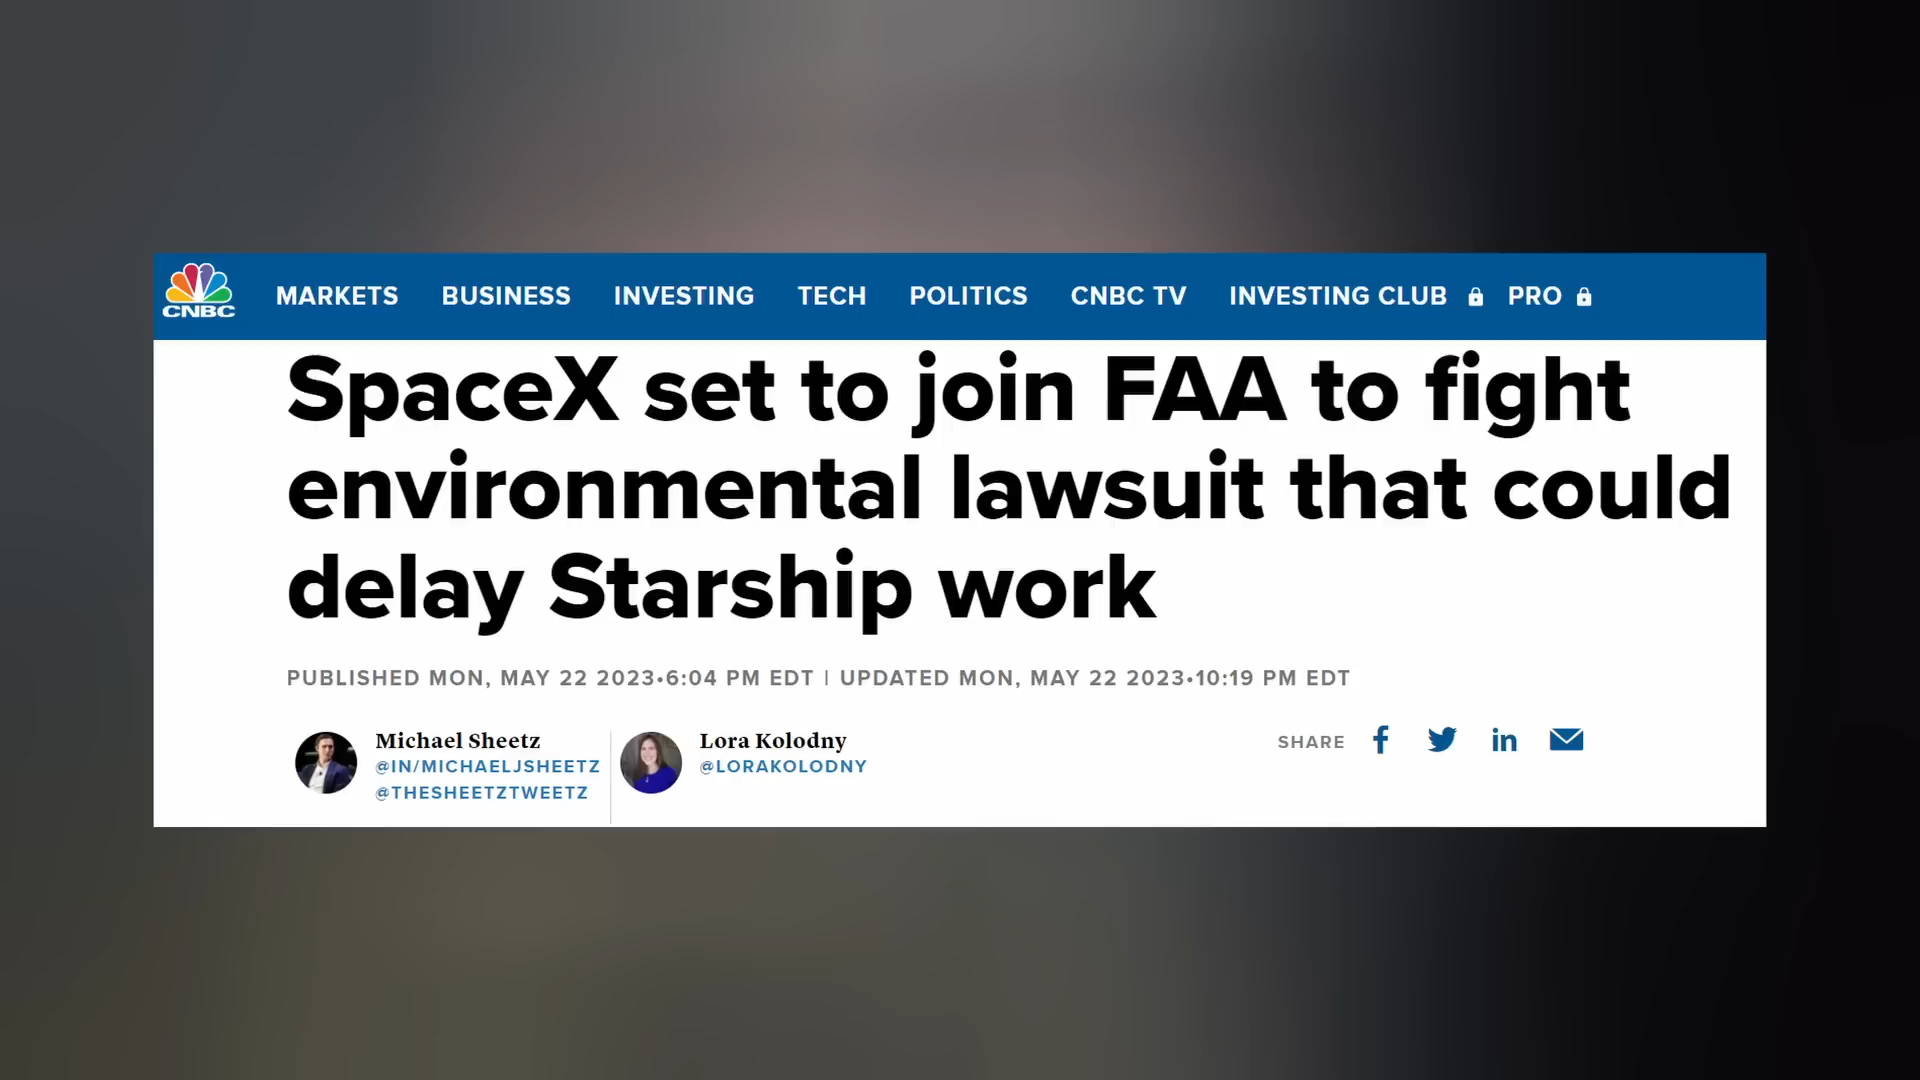 CNBC
MARKETS BUSINESS INVESTING TECH POLITICS CNBC TV INVESTING CLUB PRO
SpaceX set to join FAA to fight
environmental lawsuit that could
delay Starship work
PUBLISHED MON, MAY 22 2023•6:04 PM EDT | UPDATED MON, MAY 22 2023•10:19 PM EDT
Michael Sheetz
@IN/MICHAELJSHEETZ
@THESHEETZTWEETZ
Lora Kolodny
@LORAKOLODNY
SHARE